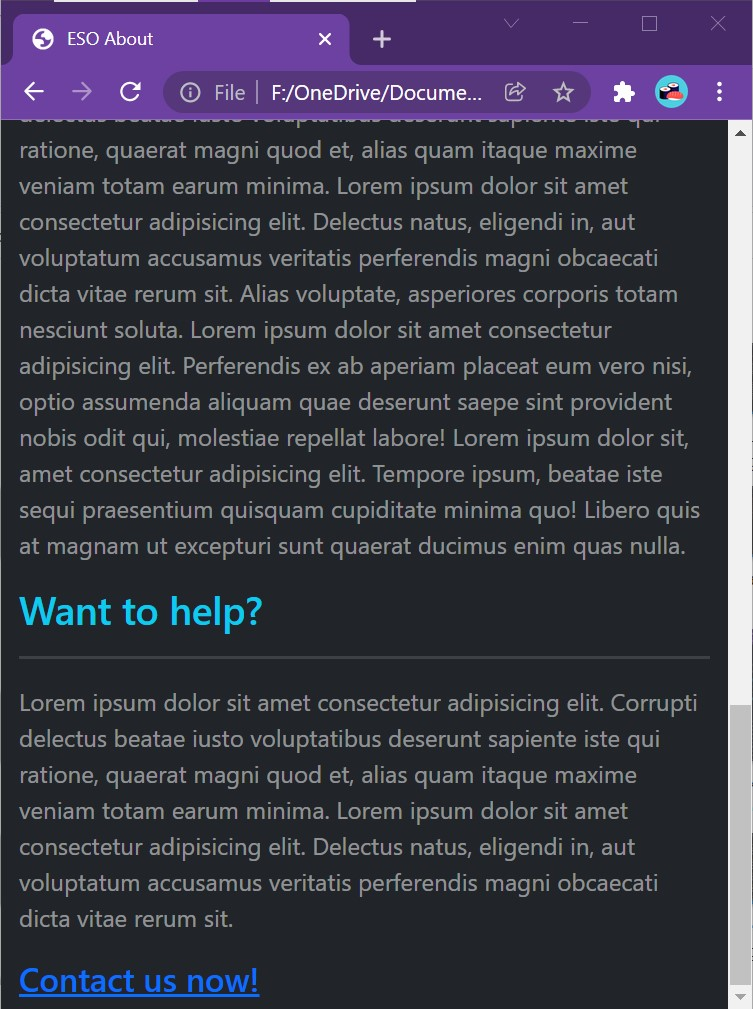 ESO About
File F:/OneDrive/Docume...
delectus beatae iusto voluptatibus deserunt sapiente iste qui
ratione, quaerat magni quod et, alias quam itaque maxime
veniam totam earum minima. Lorem ipsum dolor sit amet
consectetur adipisicing elit. Delectus natus, eligendi in, aut
voluptatum accusamus veritatis perferendis magni obcaecati
dicta vitae rerum sit. Alias voluptate, asperiores corporis totam
nesciunt soluta. Lorem ipsum dolor sit amet consectetur
adipisicing elit. Perferendis ex ab aperiam placeat eum vero nisi,
optio assumenda aliquam quae deserunt saepe sint provident
nobis odit qui, molestiae repellat labore! Lorem ipsum dolor sit,
amet consectetur adipisicing elit. Tempore ipsum, beatae iste
sequi praesentium quisquam cupiditate minima quo! Libero quis
at magnam ut excepturi sunt quaerat ducimus enim quas nulla.
Want to help?
Lorem ipsum dolor sit amet consectetur adipisicing elit. Corrupti
delectus beatae iusto voluptatibus deserunt sapiente iste qui
ratione, quaerat magni quod et, alias quam itaque maxime
veniam totam earum minima. Lorem ipsum dolor sit amet
consectetur adipisicing elit. Delectus natus, eligendi in, aut
voluptatum accusamus veritatis perferendis magni obcaecati
dicta vitae rerum sit.
Contact us now!